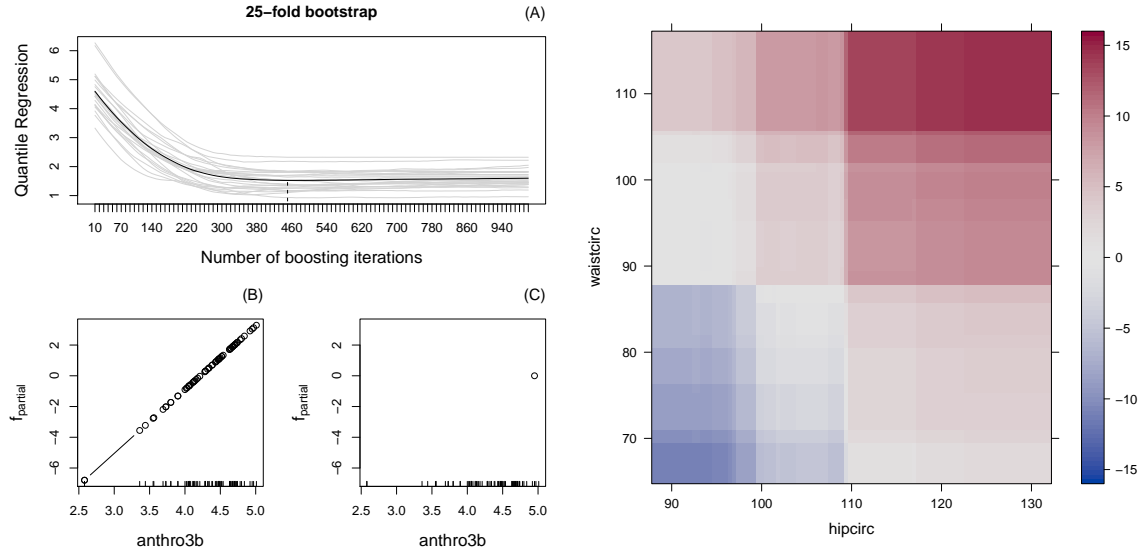 25−fold bootstrap
(A)
Quantile Regression
6
5
4
3
2
1
10 70 140 220 300 380 460 540 620 700 780 860 940
Number of boosting iterations
(B)
f partial
2
0
−2
−4
−6
2.5 3.0 3.5 4.0 4.5 5.0
anthro3b
(C)
f partial
2
0
−2
−4
−6
2.5 3.0 3.5 4.0 4.5 5.0
anthro3b
waistcirc
110
100
90
80
70
90 100 110 120 130
hipcirc
15
10
5
0
−5
−10
−15